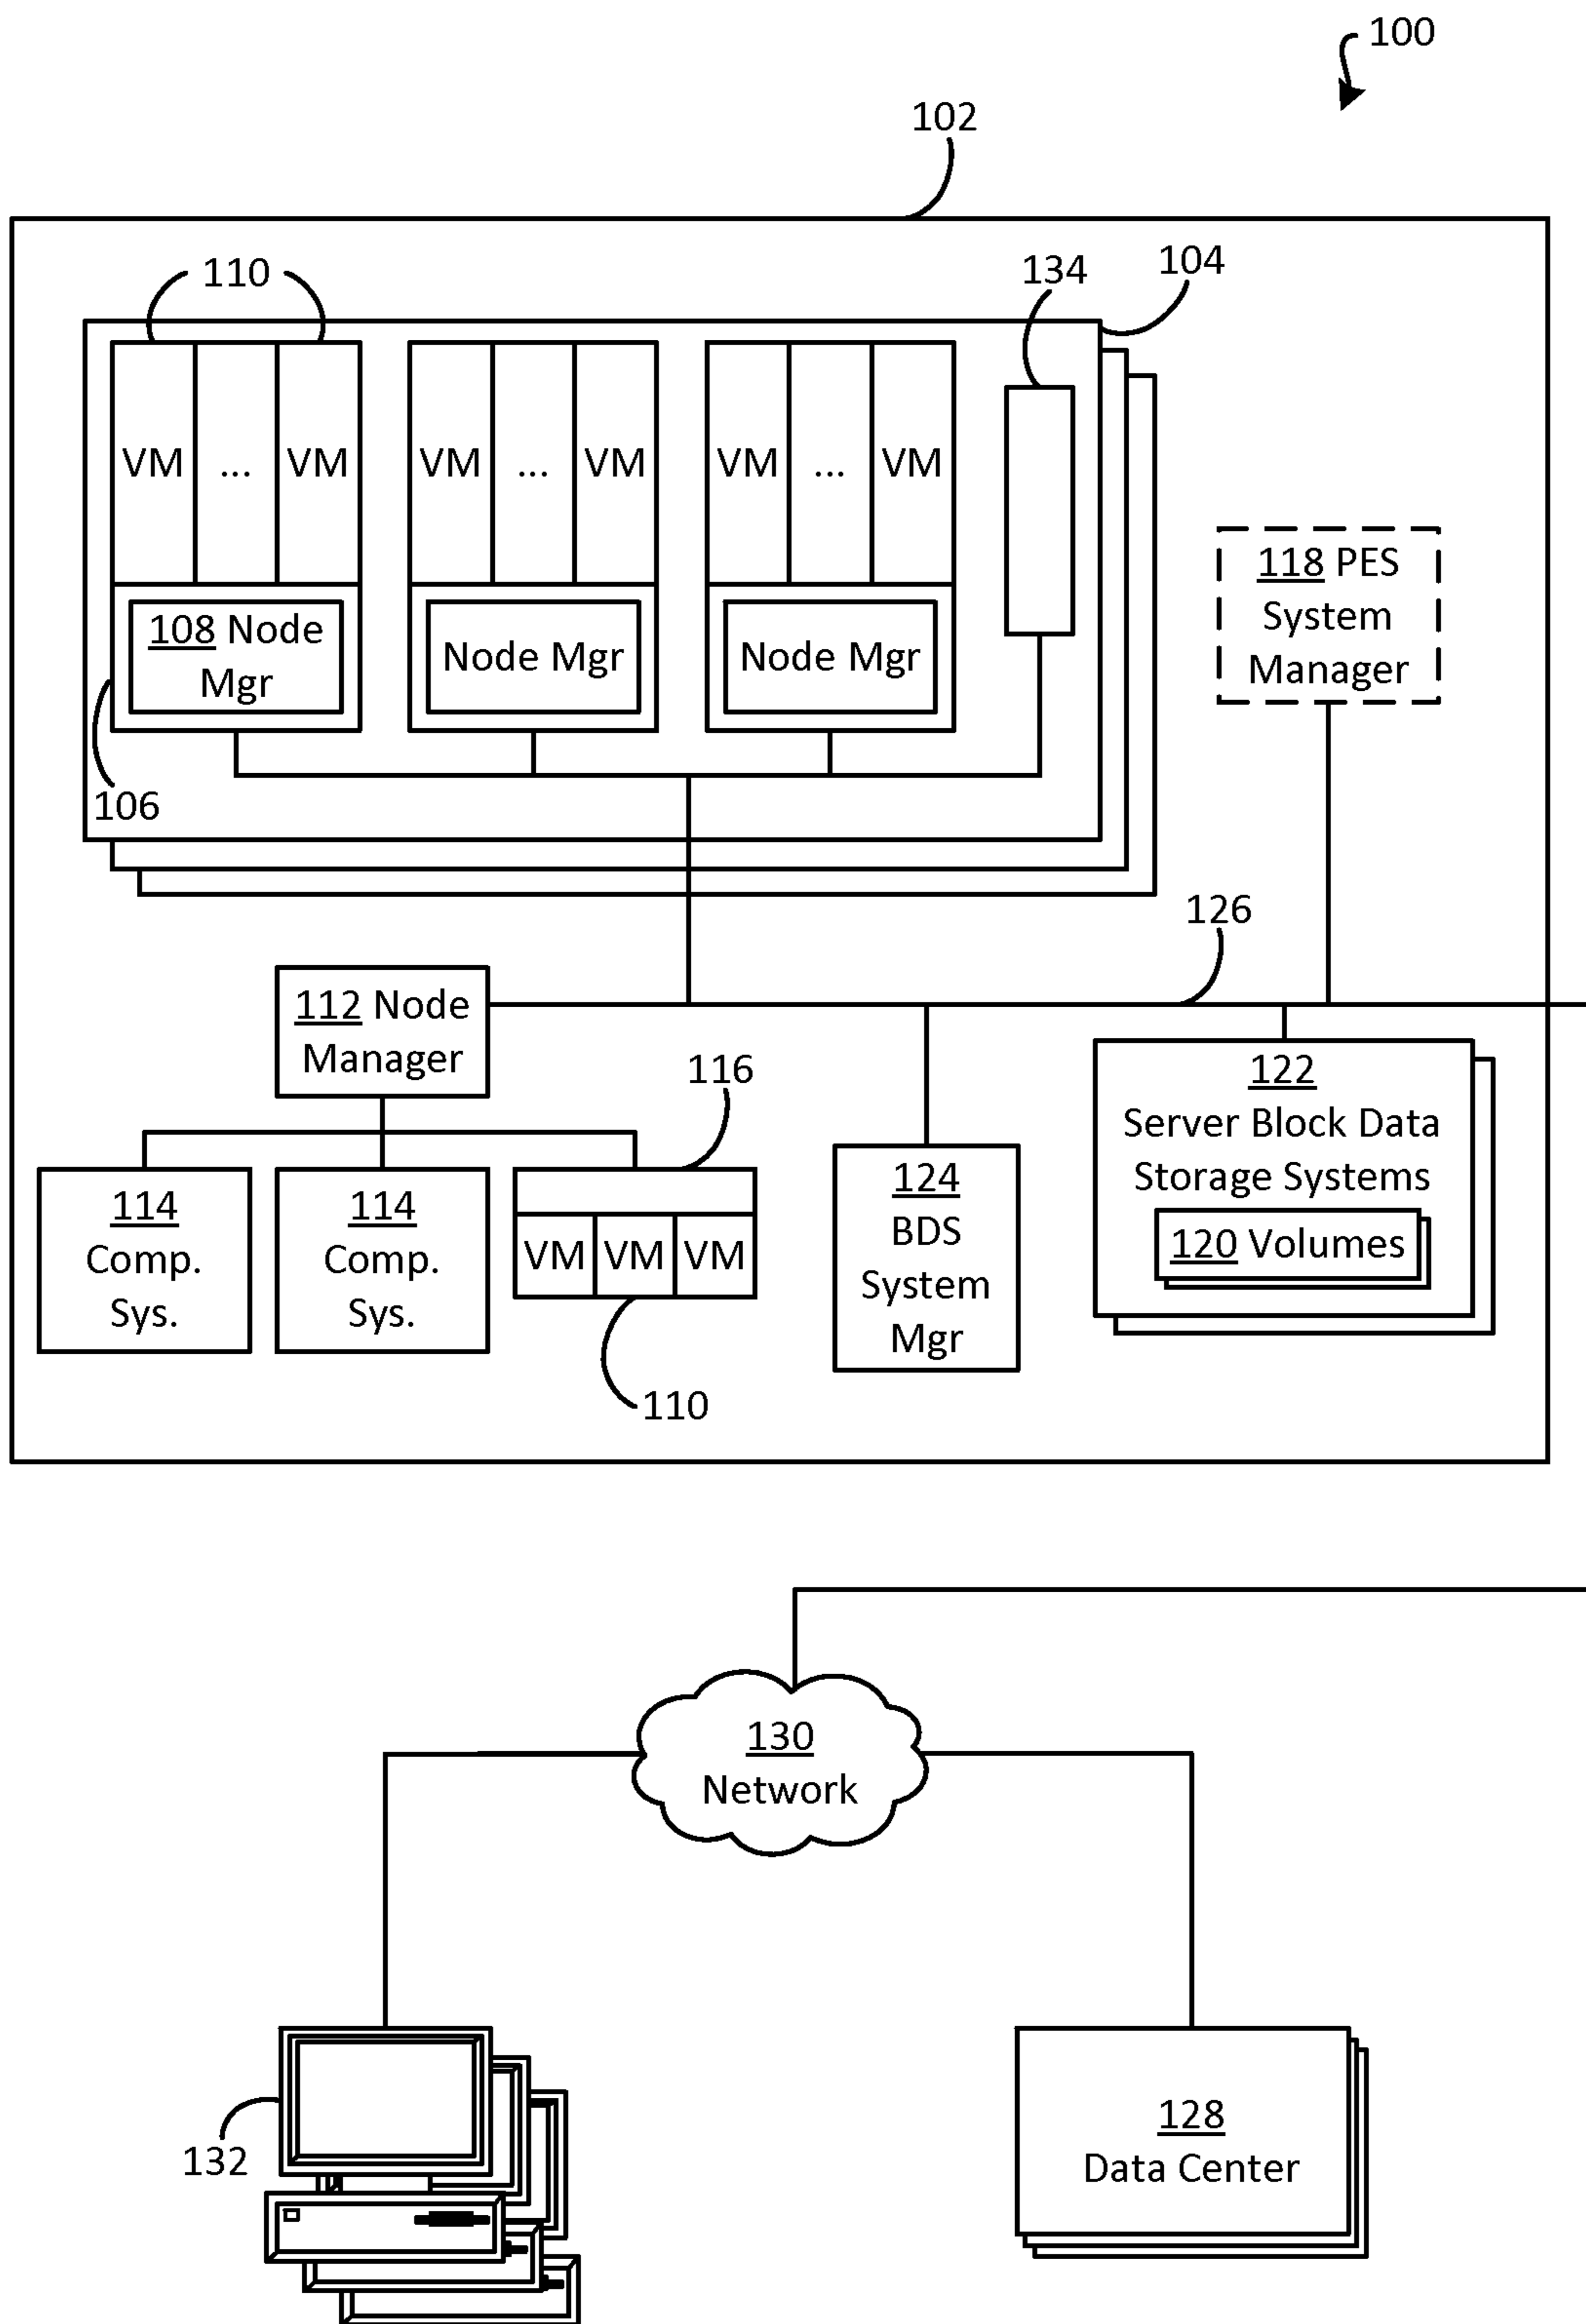 100
102
110
134
104
VM
...
VM
VM
...
VM
VM
...
VM
108 Node
Mgr
Node Mgr
Node Mgr
118 PES
System
Manager
106
126
112 Node
Manager
116
122
Server Block Data
Storage Systems
120 Volumes
114
Comp.
Sys.
114
Comp.
Sys.
VM
VM
VM
124
BDS
System
Mgr
110
130
Network
132
128
Data Center